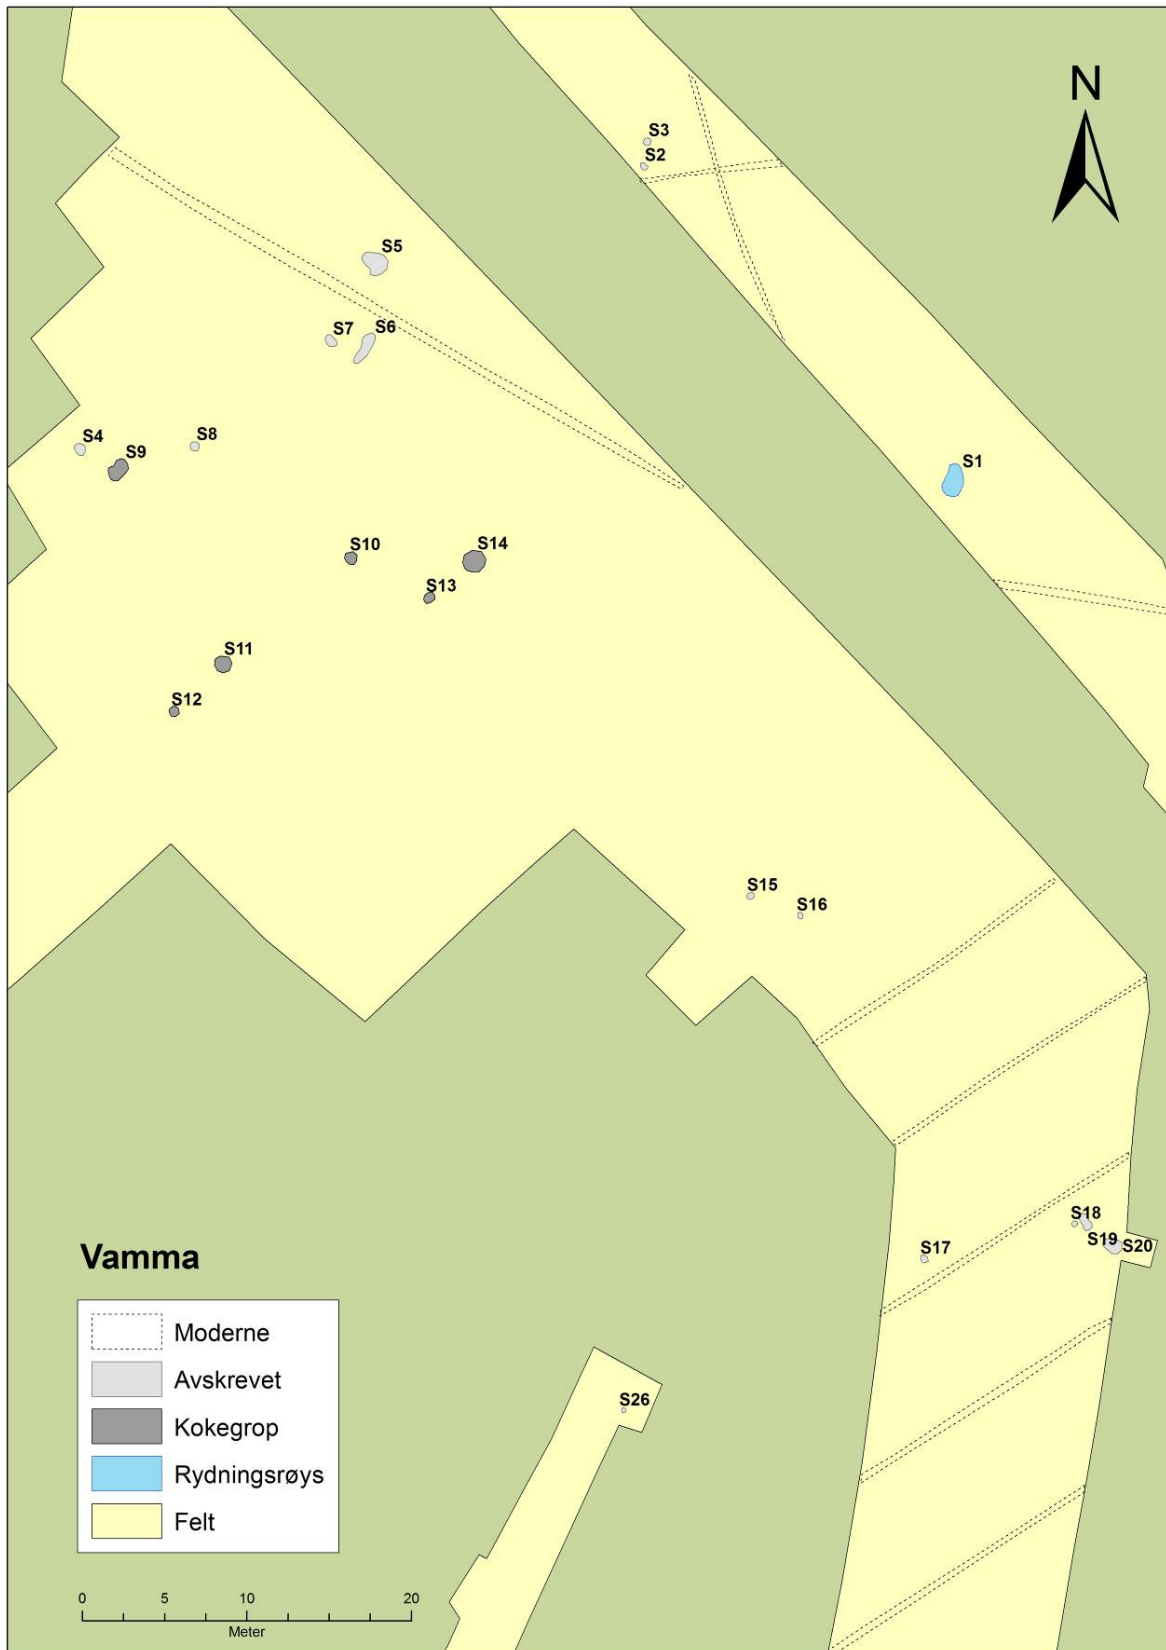 N
S3
S2
S5
S7
S6
S4
S9
S8
S1
S10
S14
S13
S11
S12
S15
S16
S18
S19
S20
S17
S26
Vamma
Moderne
Avskrevet
Kokegrop
Rydningsrøys
Felt
0 5 10 20
Meter